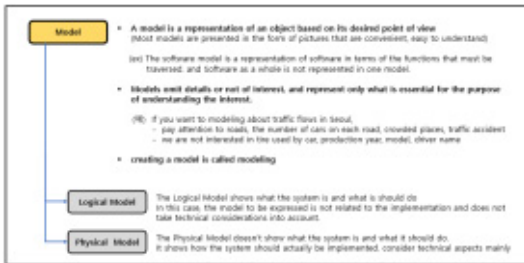 Model
• A model is a representation of an object based on its desired point of view
(Most models are presented in the form of pictures that are convenient, easy to understand)
(ex) The software model is a representation of software in terms of the functions that must be
traversed. and Software as a whole is not represented in one model.
• Models omit details or not of interest, and represent only what is essential for the purpose
of understanding the interest.
If you want to modeling about traffic flows in Seoul,
- pay attention to roads, the number of cars on each road, crowded places, traffic accident
- we are not interested in tire used by car, production year, model, driver name
• creating a model is called modeling
Logical Model
The Logical Model shows what the system is and what is should do
In this case, the model to be expressed is not related to the implementation and does not
take technical considerations into account.
Physical Model
The Physical Model doesn't show what the system is and what it should do.
It shows how the system should actually be implemented, consider technical aspects mainly